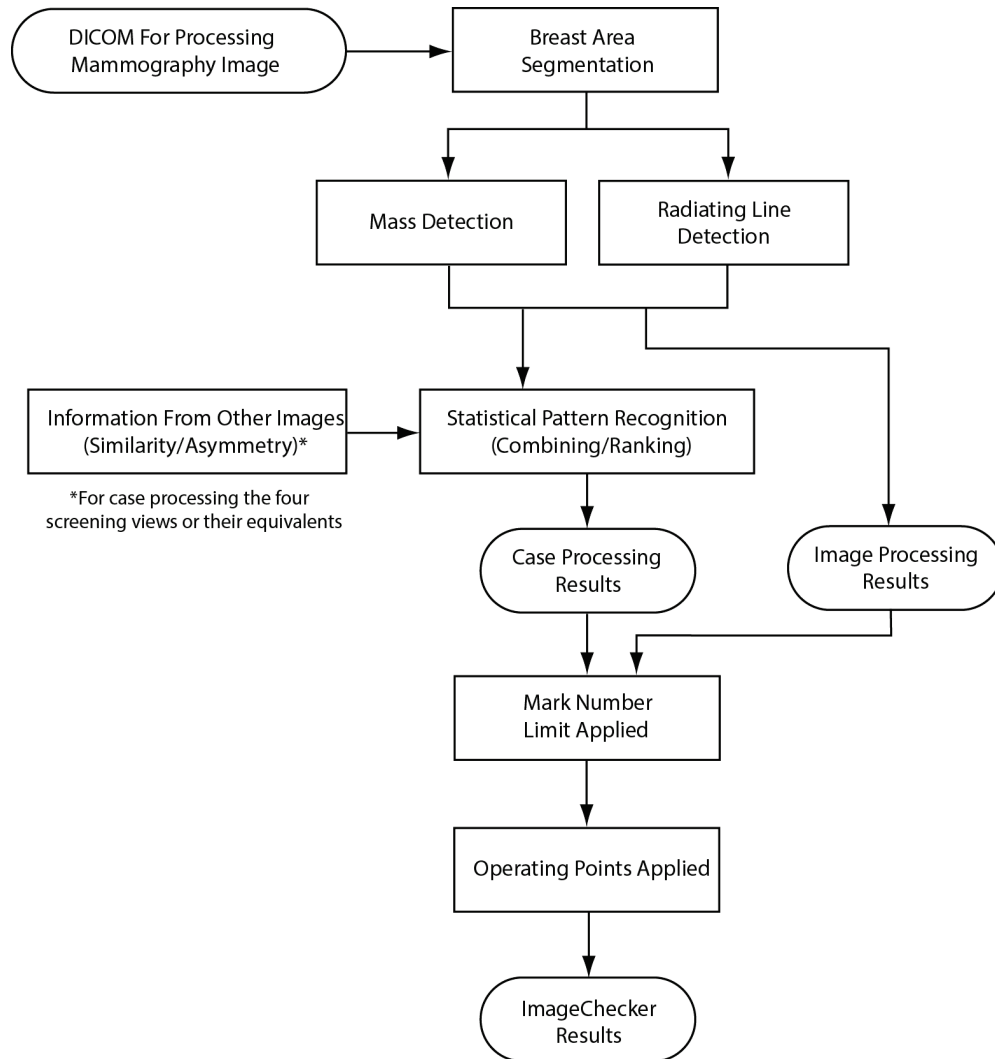 DICOM For Processing
Mammography Image
Breast Area
Segmentation
Mass Detection
Radiating Line
Detection
Information From Other Images
(Similarity/Asymmetry)*
Statistical Pattern Recognition
(Combining/Ranking)
*For case processing the four
screening views or their equivalents
Case Processing
Results
Image Processing
Results
Mark Number
Limit Applied
Operating Points Applied
ImageChecker
Results